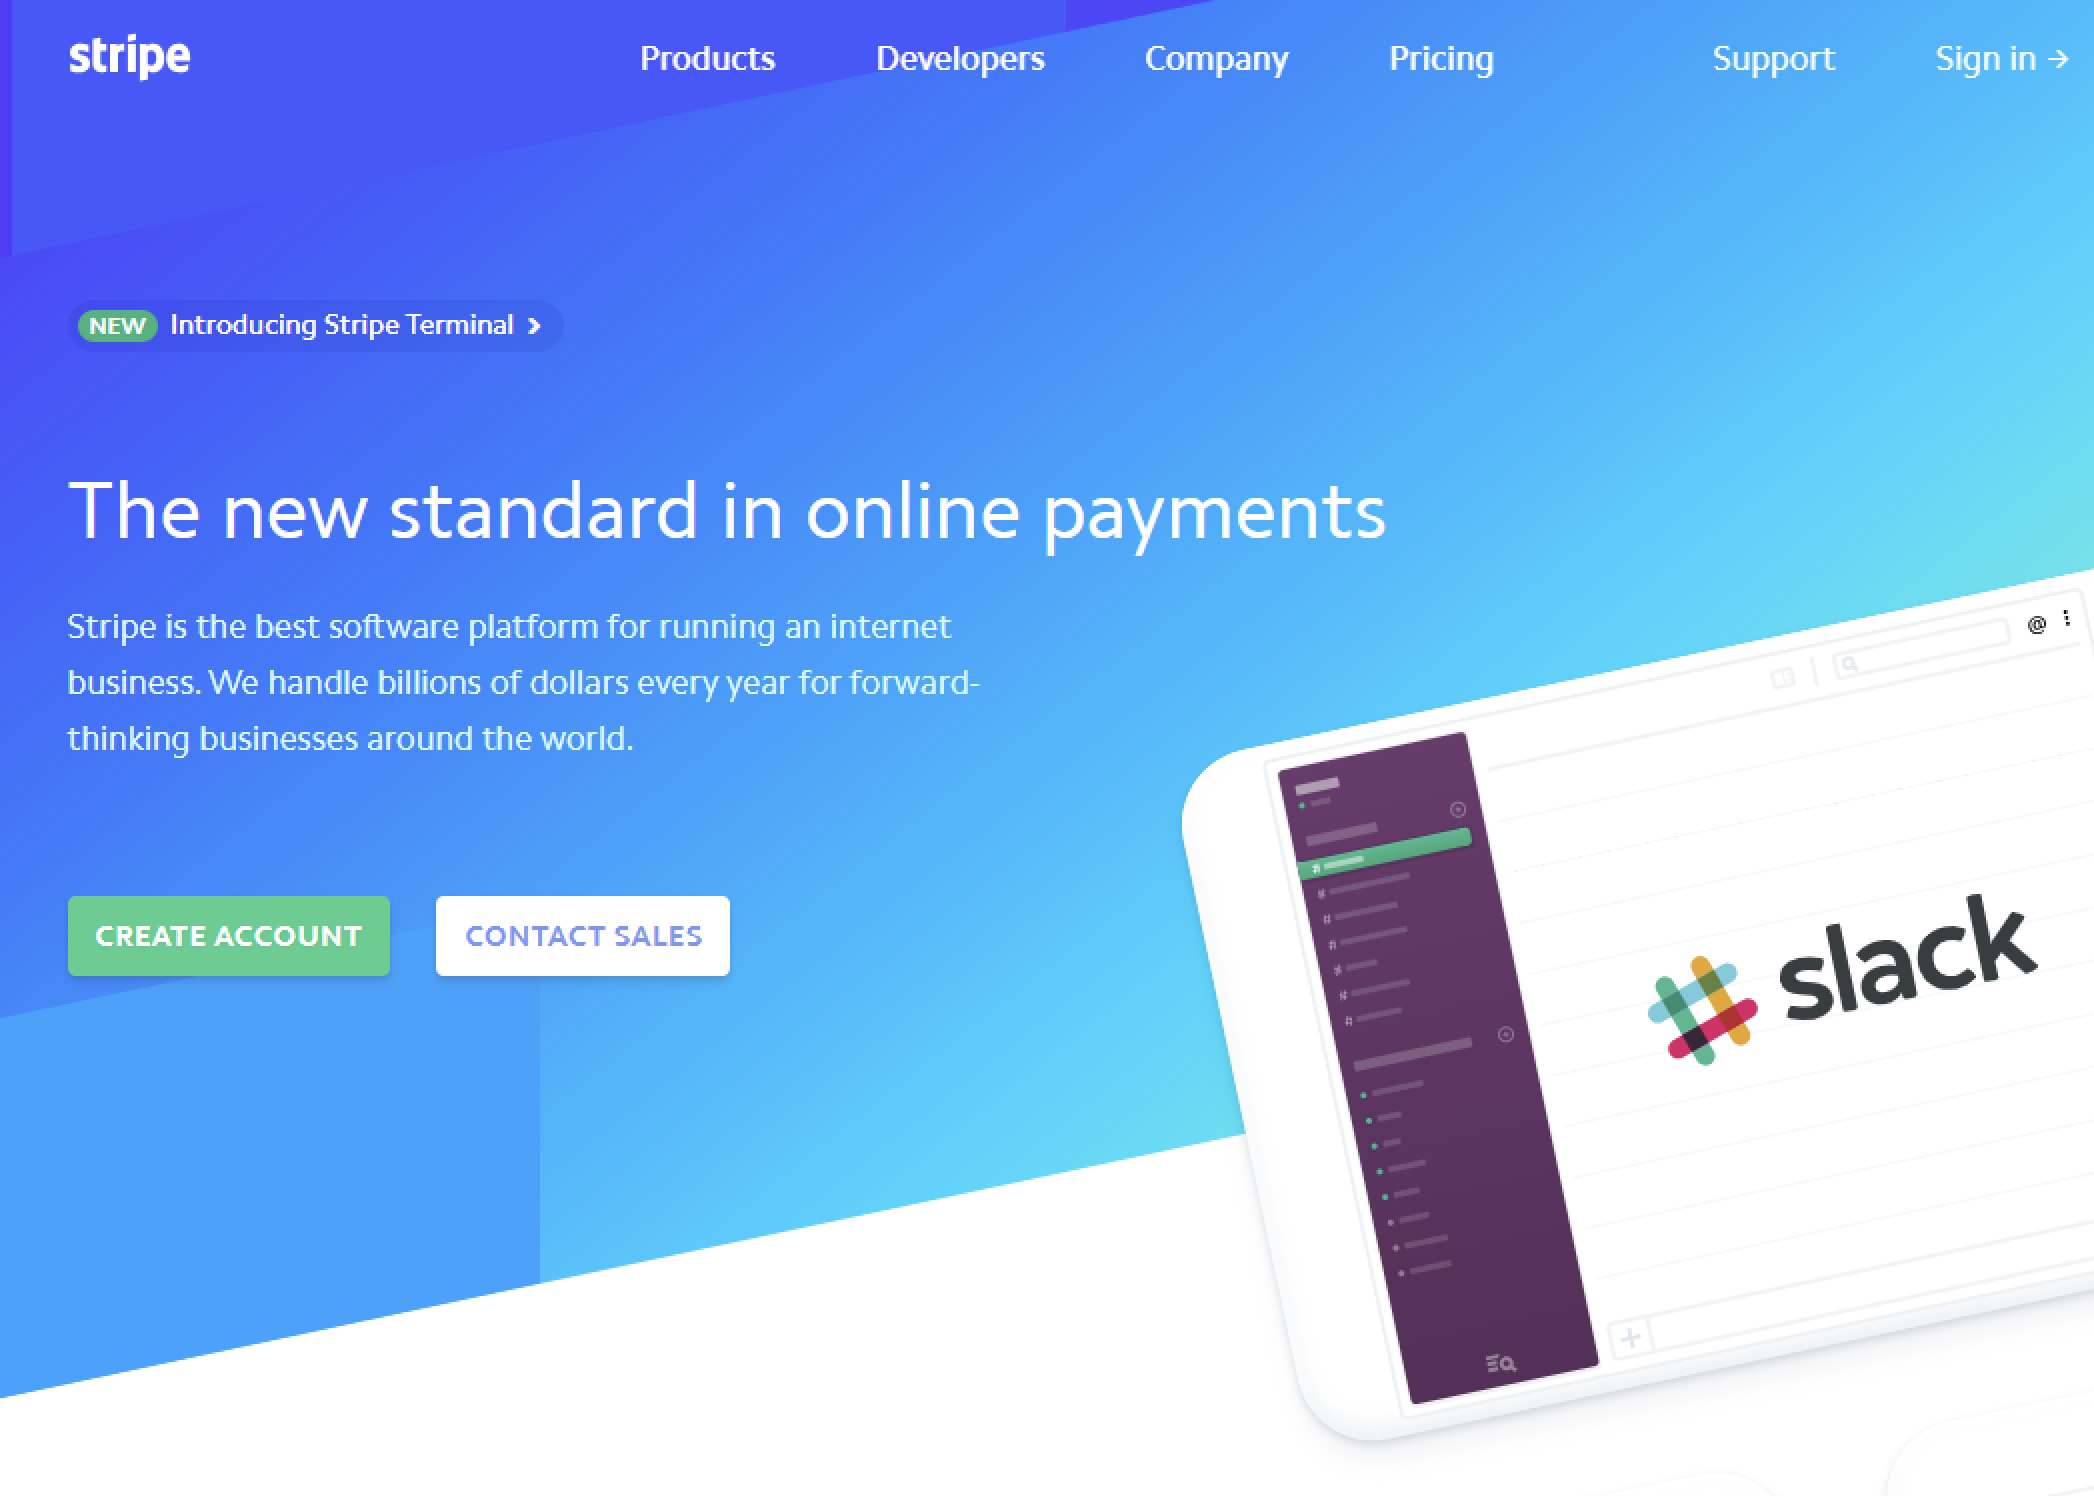 stripe
Products Developers Company Pricing Support Sign in →
NEW Introducing Stripe Terminal ›
The new standard in online payments
Stripe is the best software platform for running an internet
business. We handle billions of dollars every year for forward-
thinking businesses around the world.
CREATE ACCOUNT CONTACT SALES
@
slack